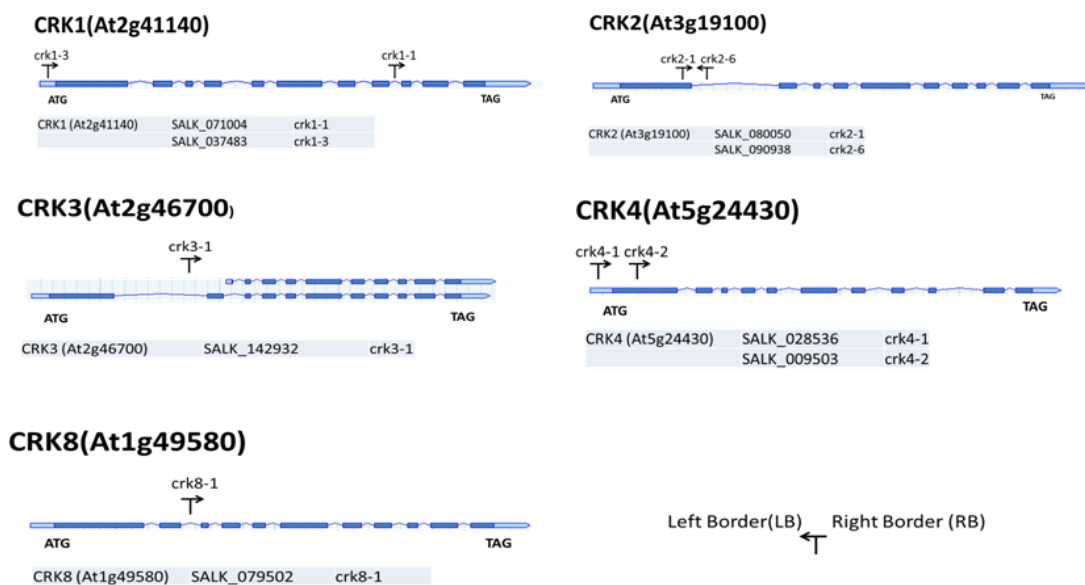 CRK1(At2g41140)
crk1-3
crk1-1
ATG
TAG
CRK1 (At2g41140) SALK_071004 crk1-1
SALK_037483 crk1-3
CRK2(At3g19100)
crk2-1
crk2-6
ATG
TAG
CRK2 (At3g19100) SALK_080050 crk2-1
SALK_090938 crk2-6
CRK3(At2g46700)
crk3-1
ATG
TAG
CRK3 (At2g46700) SALK_142932 crk3-1
CRK4(At5g24430)
crk4-1
crk4-2
ATG
TAG
CRK4 (At5g24430) SALK_028536 crk4-1
SALK_009503 crk4-2
CRK8(At1g49580)
crk8-1
ATG
TAG
CRK8 (At1g49580) SALK_079502 crk8-1
Left Border(LB) Right Border (RB)